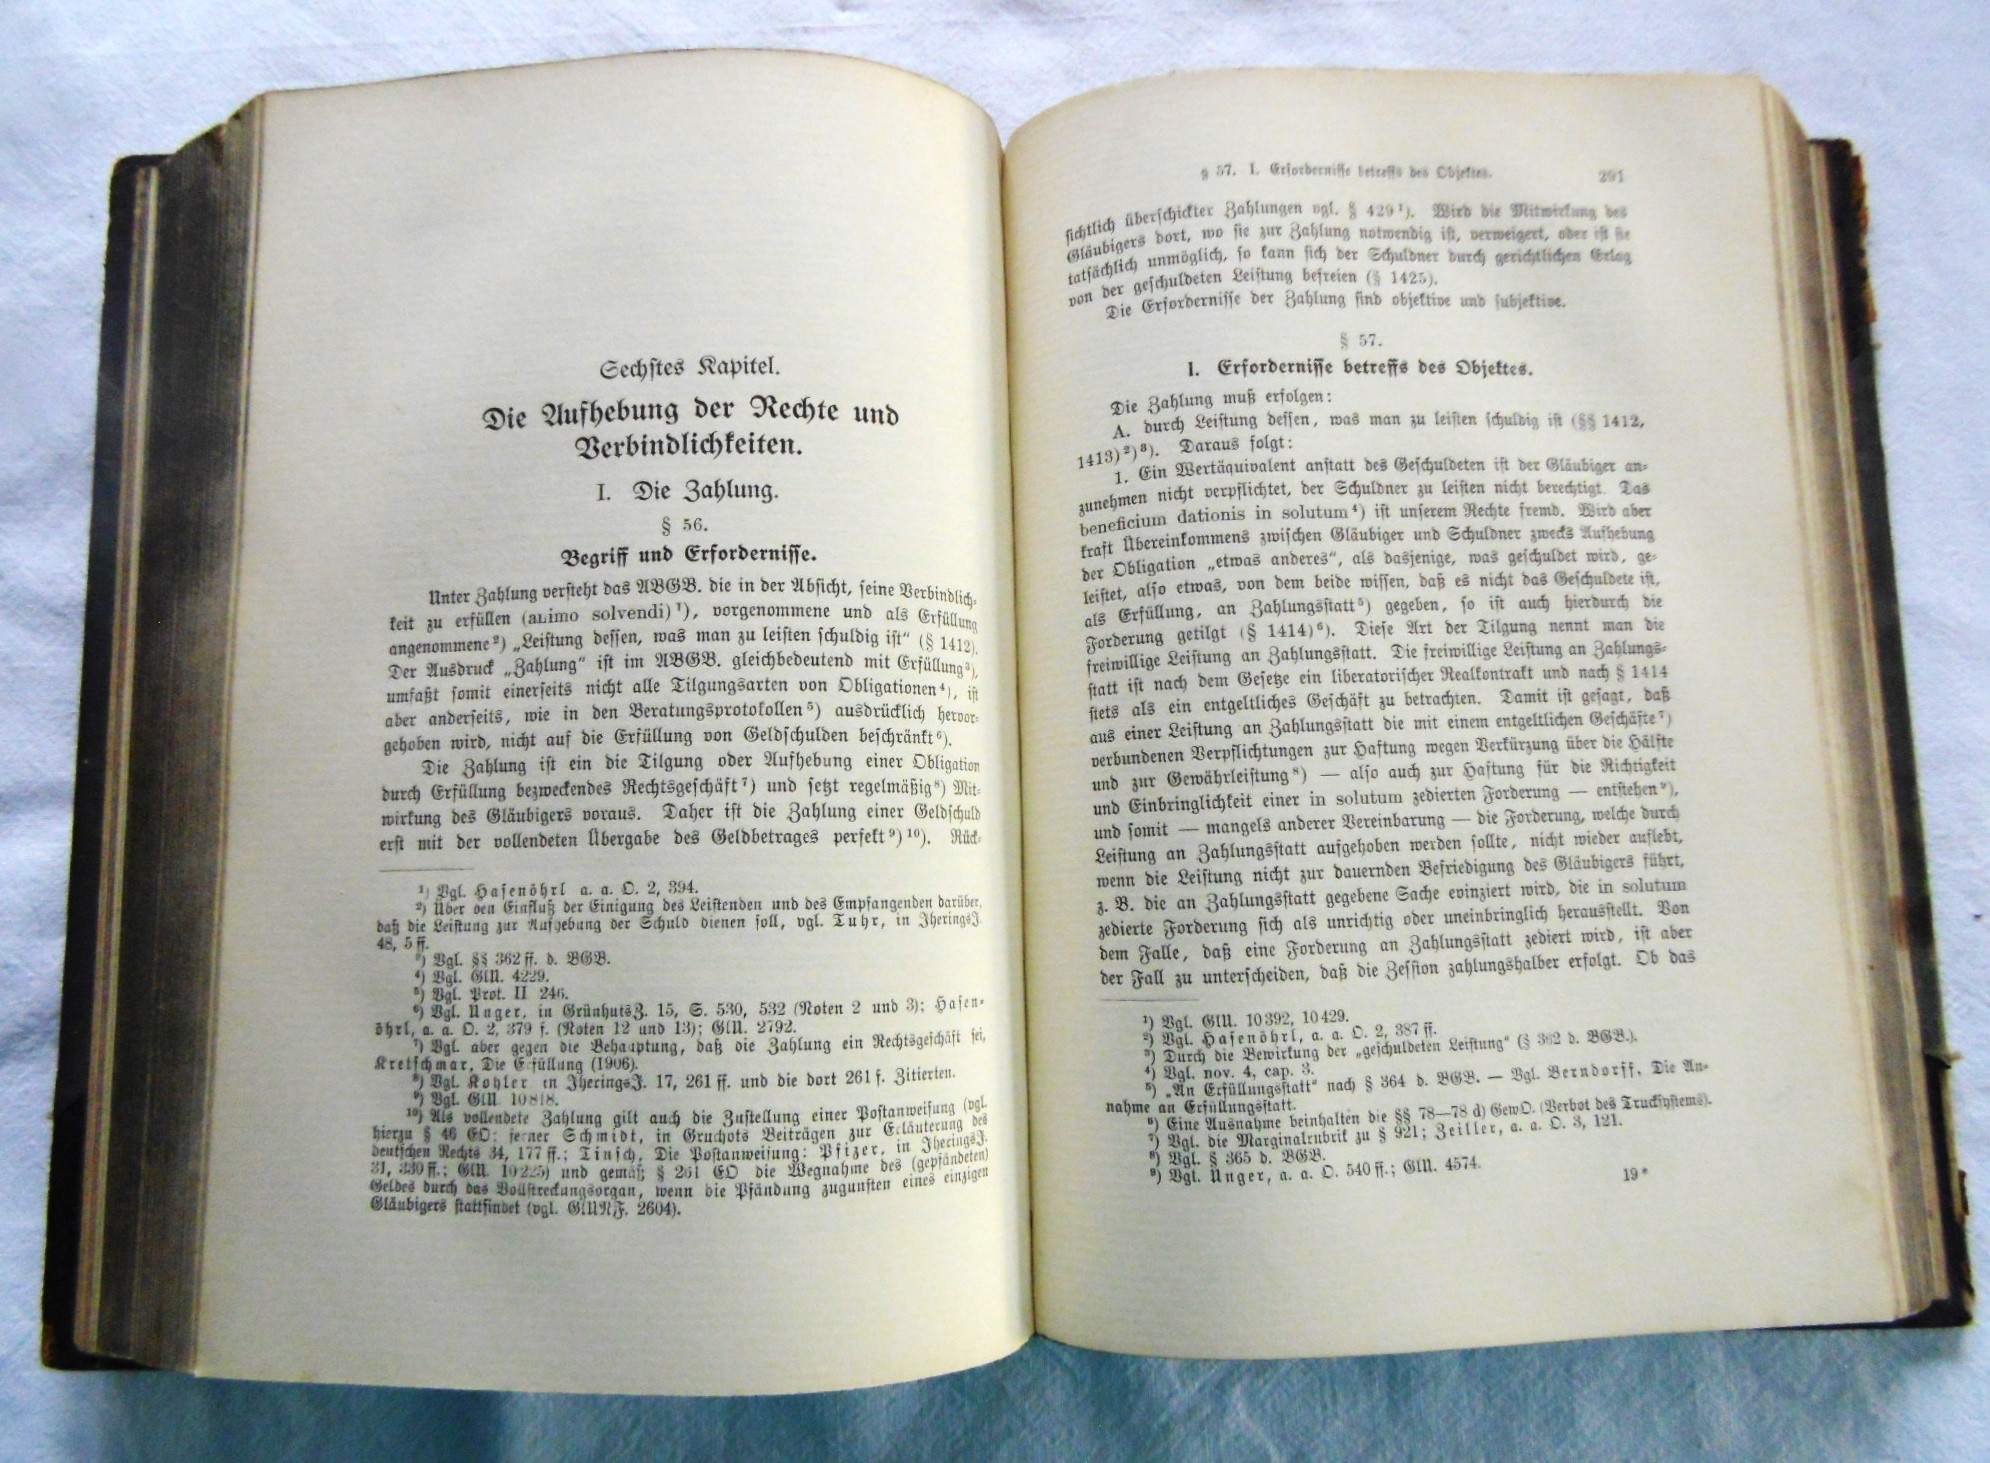 Sechstes Kapitel.
Die Aufhebung der Rechte und
Verbindlichkeiten.
I. Die Zahlung.
§ 56.
Begriff und Erfordernisse.
Unter Zahlung versteht das ABGB. die in der Absicht, seine Verbindlich-
keit zu erfüllen (animo solvendi)¹), vorgenommene und als Erfüllung
angenommene²) „Leistung dessen, was man zu leisten schuldig ist“ (§ 1412).
Der Ausdruck „Zahlung“ ist im ABGB. gleichbedeutend mit Erfüllung³),
umfaßt somit einerseits nicht alle Tilgungsarten von Obligationen⁴), ist
aber anderseits, wie in den Beratungsprotokollen⁵) ausdrücklich hervor-
gehoben wird, nicht auf die Erfüllung von Geldschulden beschränkt⁶).
Die Zahlung ist ein die Tilgung oder Aufhebung einer Obligation
durch Erfüllung bezweckendes Rechtsgeschäft⁷) und setzt regelmäßig⁸) Mit-
wirkung des Gläubigers voraus. Daher ist die Zahlung einer Geldschuld
erst mit der vollendeten Übergabe des Geldbetrages perfekt⁹)¹⁰). Rück-
¹) Vgl. Hasenöhrl a. a. O. 2, 394.
²) Über den Einfluß der Einigung des Leistenden und des Empfangenden darüber,
daß die Leistung zur Aufhebung der Schuld dienen soll, vgl. Tuhr, in JheringsJ.
48, 5 ff.
³) Vgl. §§ 362 ff. d. BGB.
⁴) Vgl. GlU. 4229.
⁵) Vgl. Prot. II 246.
⁶) Vgl. Unger, in GrünhutsZ. 15, S. 530, 532 (Noten 2 und 3); Hasen-
öhrl, a. a. O. 2, 379 f. (Noten 12 und 13); GlU. 2792.
⁷) Vgl. aber gegen die Behauptung, daß die Zahlung ein Rechtsgeschäft sei,
Kretschmar, Die Erfüllung (1906).
⁸) Vgl. Kohler in JheringsJ. 17, 261 ff. und die dort 261 f. Zitierten.
⁹) Vgl. GlU. 10818.
¹⁰) Als vollendete Zahlung gilt auch die Zustellung einer Postanweisung (vgl.
hierzu § 46 EO; ferner Schmidt, in Gruchots Beiträgen zur Erläuterung des
deutschen Rechts 34, 177 ff.; Tinsch, Die Postanweisung; Pfizer, in JheringsJ.
31, 330 ff.; GlU. 10225) und gemäß § 261 EO die Wegnahme des (gepfändeten)
Geldes durch das Vollstreckungsorgan, wenn die Pfändung zugunsten eines einzigen
Gläubigers stattfindet (vgl. GlUNF. 2604).
§ 57. I. Erfordernisse betreffs des Objektes. 291
sichtlich überschickter Zahlungen vgl. § 429¹). Wird die Mitwirkung des
Gläubigers dort, wo sie zur Zahlung notwendig ist, verweigert, oder ist sie
tatsächlich unmöglich, so kann sich der Schuldner durch gerichtlichen Erlag
von der geschuldeten Leistung befreien (§ 1425).
Die Erfordernisse der Zahlung sind objektive und subjektive.
§ 57.
I. Erfordernisse betreffs des Objektes.
Die Zahlung muß erfolgen:
A. durch Leistung dessen, was man zu leisten schuldig ist (§§ 1412,
1413)²)³). Daraus folgt:
1. Ein Wertäquivalent anstatt des Geschuldeten ist der Gläubiger an-
zunehmen nicht verpflichtet, der Schuldner zu leisten nicht berechtigt. Das
beneficium dationis in solutum⁴) ist unserem Rechte fremd. Wird aber
kraft Übereinkommens zwischen Gläubiger und Schuldner zwecks Aufhebung
der Obligation „etwas anderes“, als dasjenige, was geschuldet wird, ge-
leistet, also etwas, von dem beide wissen, daß es nicht das Geschuldete ist,
als Erfüllung, an Zahlungsstatt⁵) gegeben, so ist auch hierdurch die
Forderung getilgt (§ 1414)⁶). Diese Art der Tilgung nennt man die
freiwillige Leistung an Zahlungsstatt. Die freiwillige Leistung an Zahlungs-
statt ist nach dem Gesetze ein liberatorischer Realkontrakt und nach § 1414
stets als ein entgeltliches Geschäft zu betrachten. Damit ist gesagt, daß
aus einer Leistung an Zahlungsstatt die mit einem entgeltlichen Geschäfte⁷)
verbundenen Verpflichtungen zur Haftung wegen Verkürzung über die Hälfte
und zur Gewährleistung⁸) — also auch zur Haftung für die Richtigkeit
und Einbringlichkeit einer in solutum zedierten Forderung — entstehen⁹),
und somit — mangels anderer Vereinbarung — die Forderung, welche durch
Leistung an Zahlungsstatt aufgehoben werden sollte, nicht wieder auflebt,
wenn die Leistung nicht zur dauernden Befriedigung des Gläubigers führt,
z. B. die an Zahlungsstatt gegebene Sache evinziert wird, die in solutum
zedierte Forderung sich als unrichtig oder uneinbringlich herausstellt. Von
dem Falle, daß eine Forderung an Zahlungsstatt zediert wird, ist aber
der Fall zu unterscheiden, daß die Zession zahlungshalber erfolgt. Ob das
¹) Vgl. GlU. 10392, 10429.
²) Vgl. Hasenöhrl, a. a. O. 2, 387 ff.
³) Durch die Bewirkung der „geschuldeten Leistung“ (§ 362 d. BGB.).
⁴) Vgl. nov. 4, cap. 3.
⁵) „An Erfüllungsstatt“ nach § 364 d. BGB. — Vgl. Berndorff, Die An-
nahme an Erfüllungsstatt.
⁶) Eine Ausnahme beinhalten die §§ 78—78 d) GewO. (Verbot des Trucksystems).
⁷) Vgl. die Marginalrubrik zu § 921; Zeiller, a. a. O. 3, 121.
⁸) Vgl. § 365 d. BGB.
⁹) Vgl. Unger, a. a. O. 540 ff.; GlU. 4574.
19*